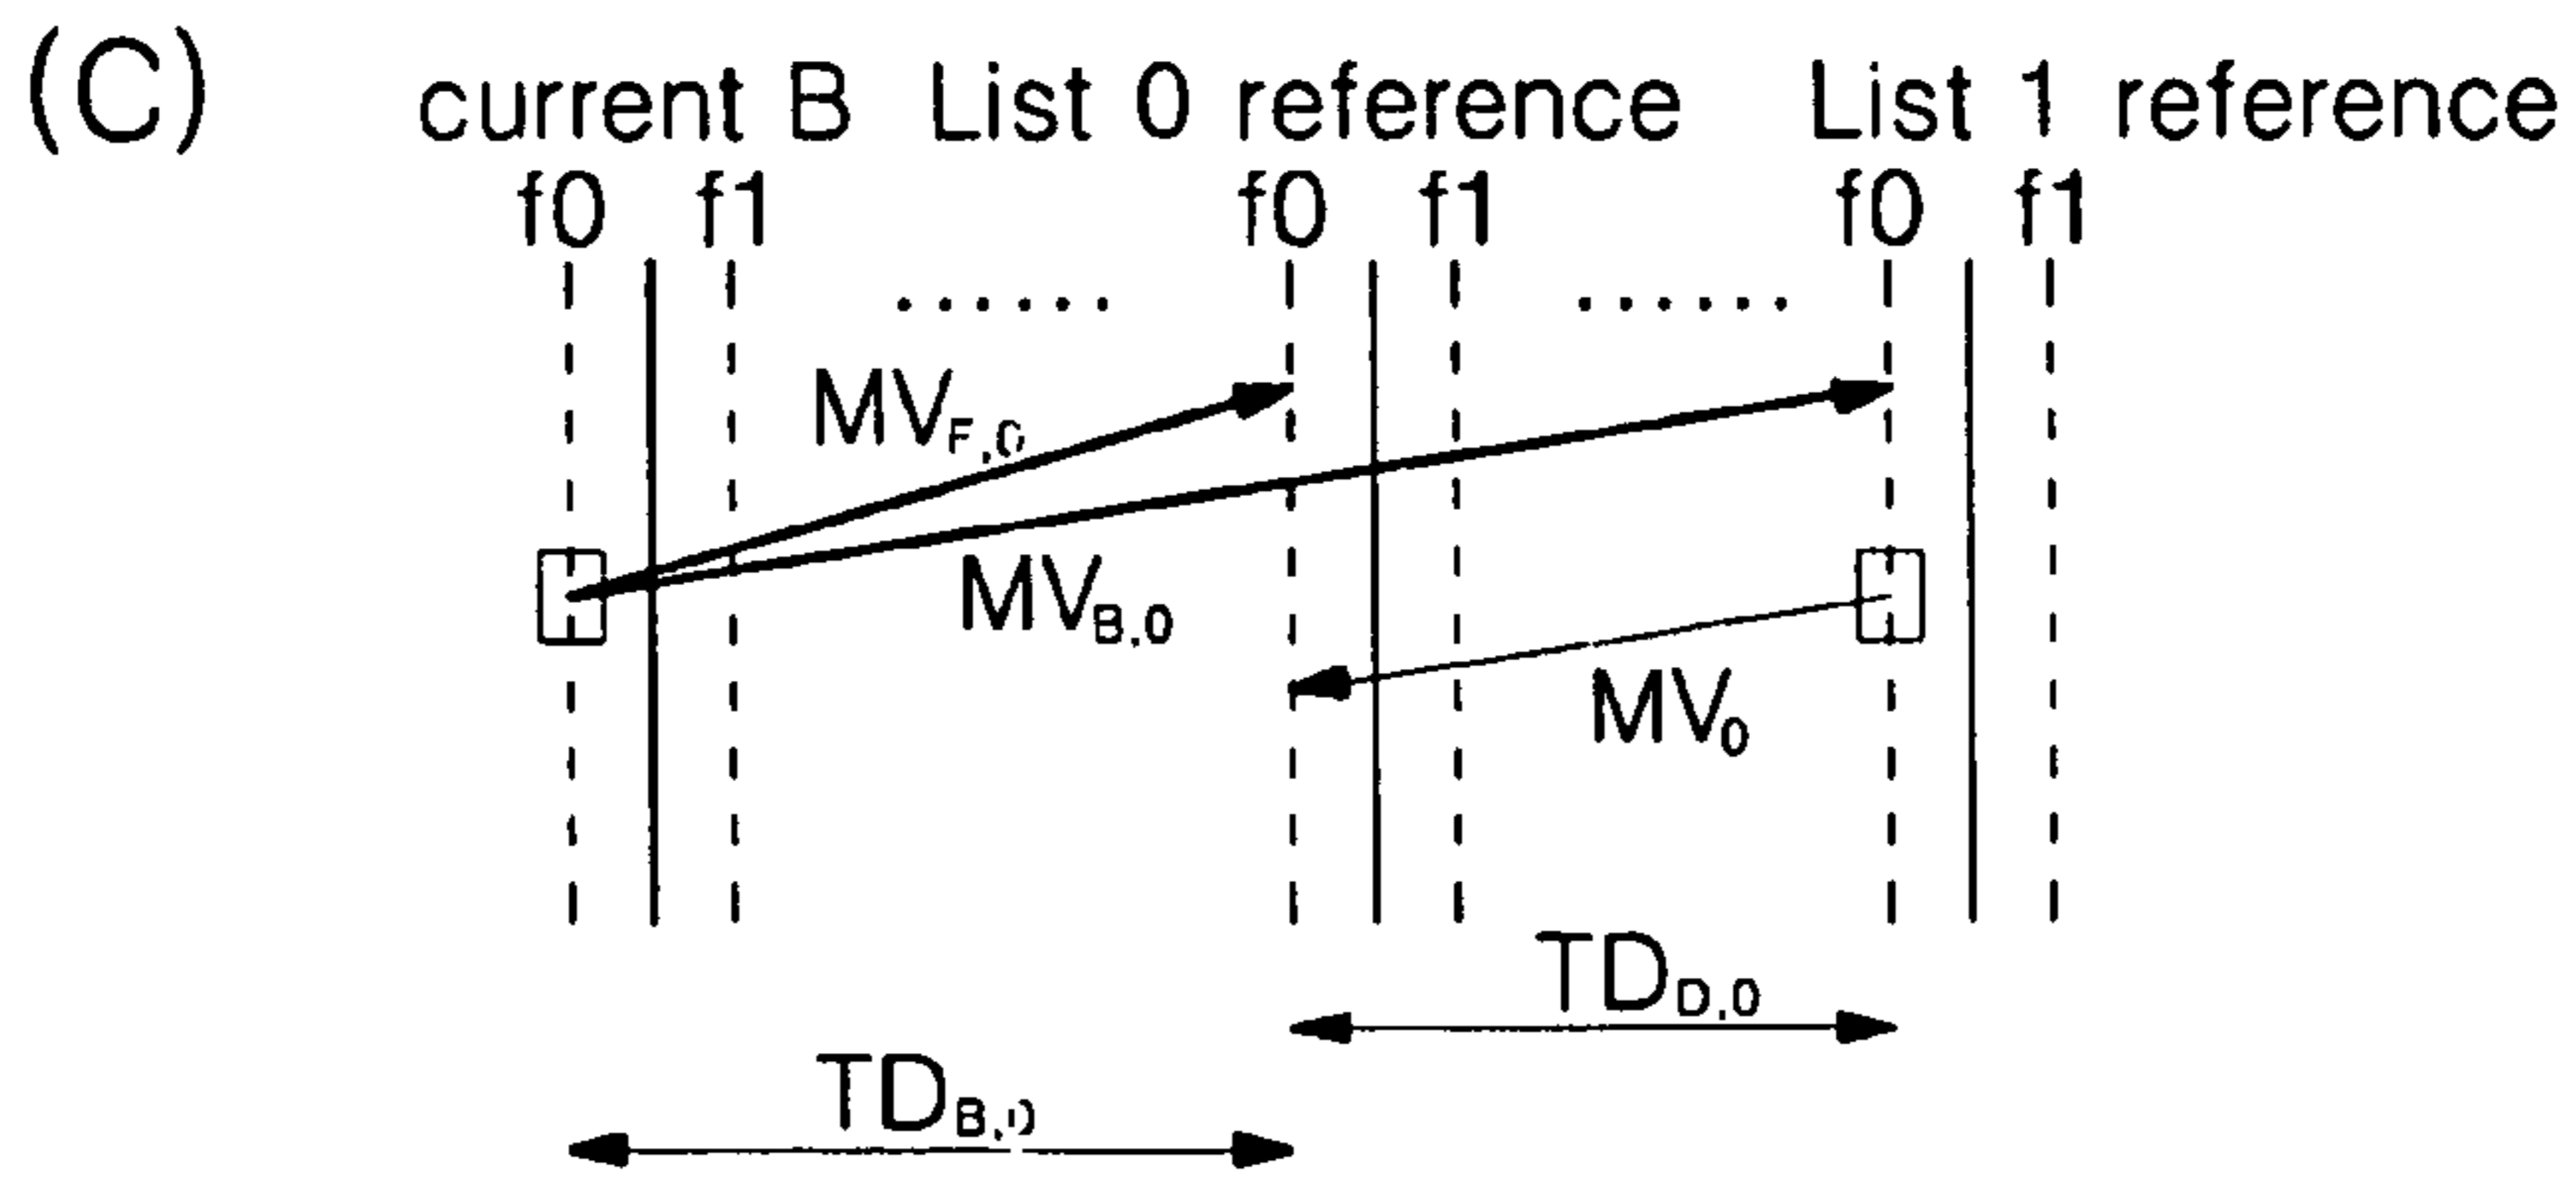 (C)
current B List 0 reference List 1 reference
f0 f1 f0 f1 f0 f1
......  ......
MVF,0
MVB,0
MV0
TDD,0
TDB,0